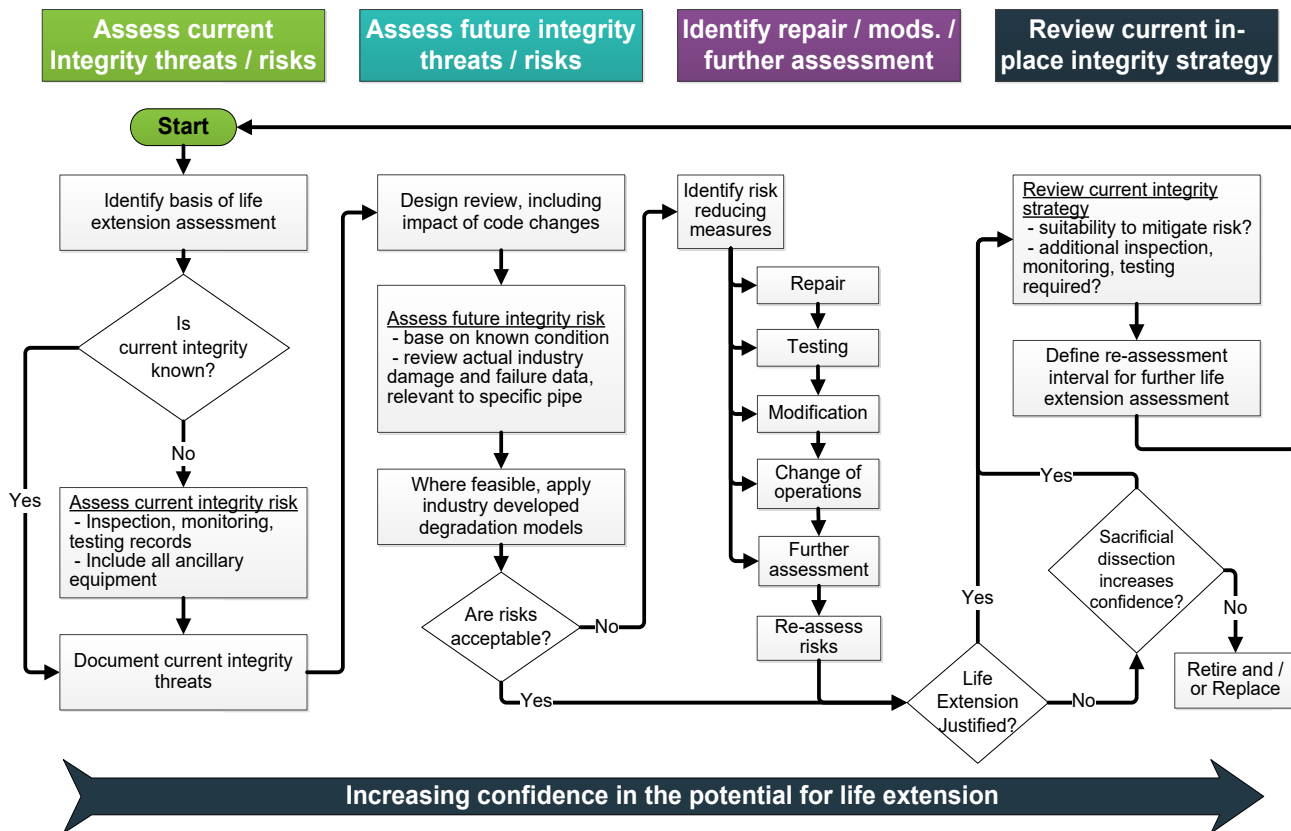 Assess current
Integrity threats / risks
Assess future integrity
threats / risks
Identify repair / mods. /
further assessment
Review current in-
place integrity strategy
Start
Identify basis of life
extension assessment
Is
current integrity
known?
No
Yes
Assess current integrity risk
- Inspection, monitoring,
testing records
- Include all ancillary
equipment
Document current integrity
threats
Design review, including
impact of code changes
Assess future integrity risk
- base on known condition
- review actual industry
damage and failure data,
relevant to specific pipe
Where feasible, apply
industry developed
degradation models
Are risks
acceptable?
No
Yes
Identify risk
reducing
measures
Repair
Testing
Modification
Change of
operations
Further
assessment
Re-assess
risks
Life
Extension
Justified?
Yes
No
Review current integrity
strategy
- suitability to mitigate risk?
- additional inspection,
monitoring, testing
required?
Define re-assessment
interval for further life
extension assessment
Yes
Sacrificial
dissection
increases
confidence?
No
Retire and /
or Replace
Increasing confidence in the potential for life extension